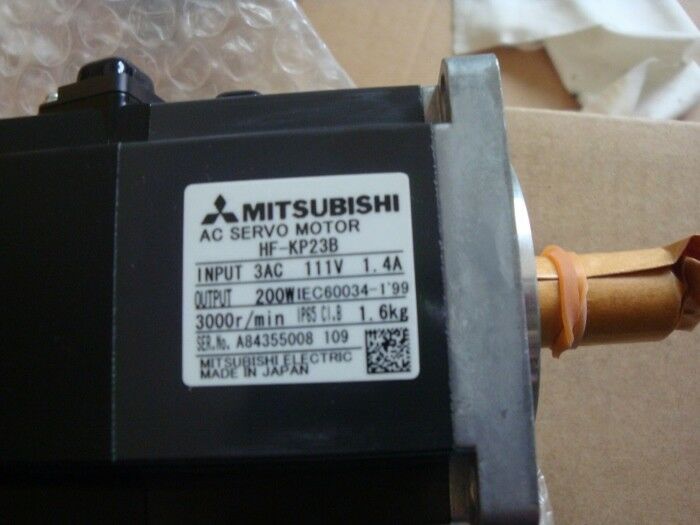 MITSUBISHI
AC SERVO MOTOR
HF-KP23B
INPUT 3AC 111V 1.4A
OUTPUT 200W IEC60034-1'99
3000r/min IP65 Cl.B 1.6kg
SER.No. A84355008 109
MITSUBISHI ELECTRIC
MADE IN JAPAN